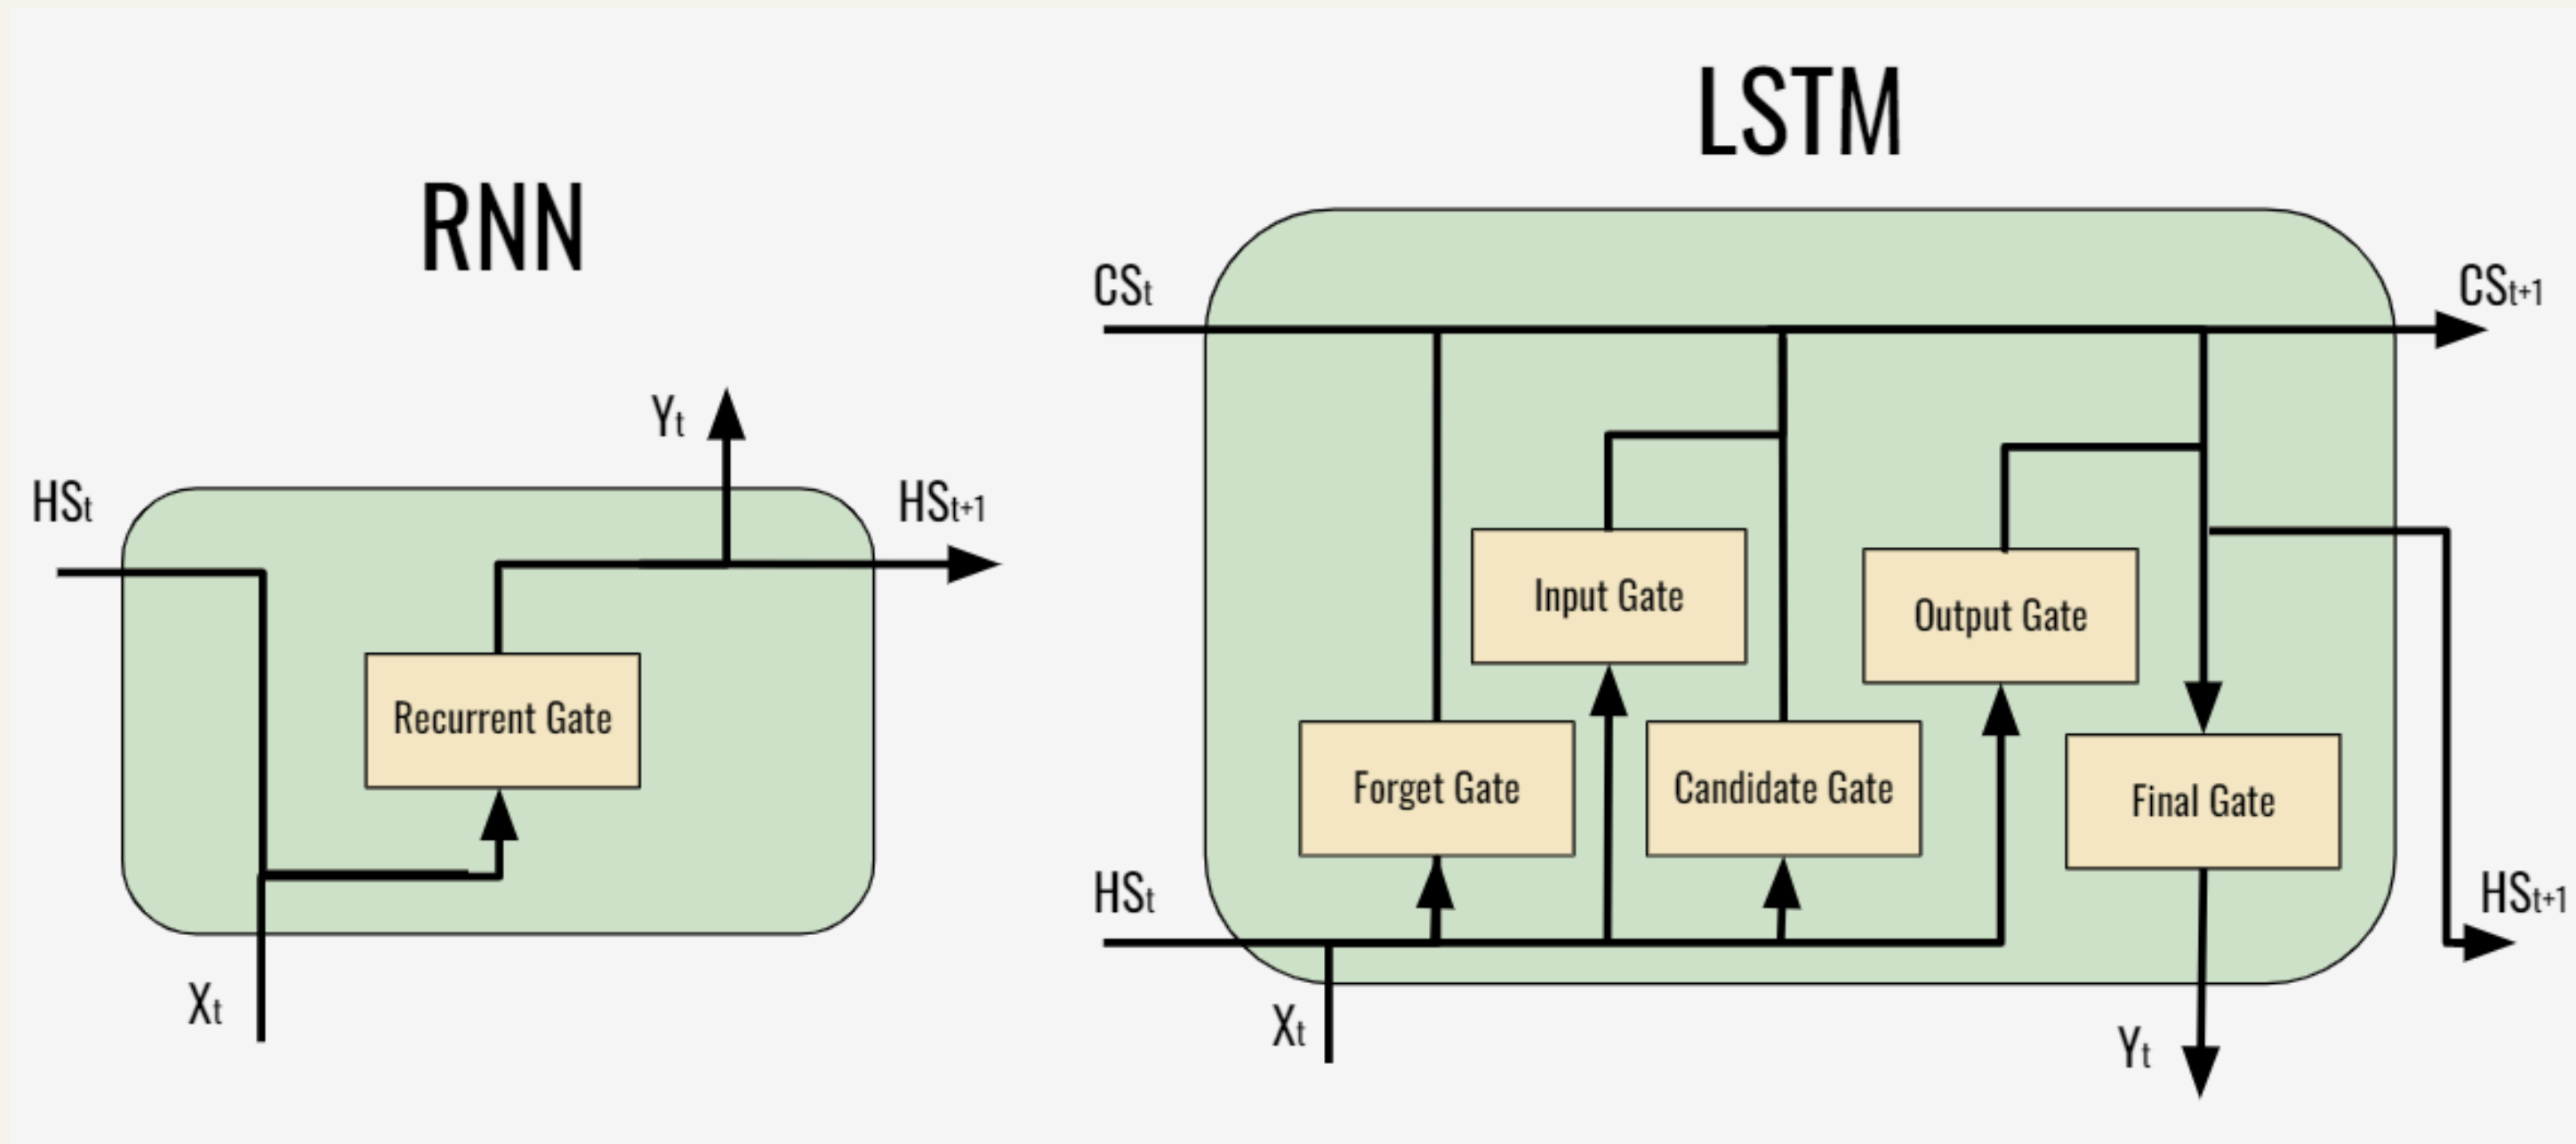 RNN
HSt
Yt
HSt+1
Recurrent Gate
Xt
LSTM
CSt
CSt+1
Input Gate
Output Gate
Forget Gate
Candidate Gate
Final Gate
HSt
HSt+1
Xt
Yt